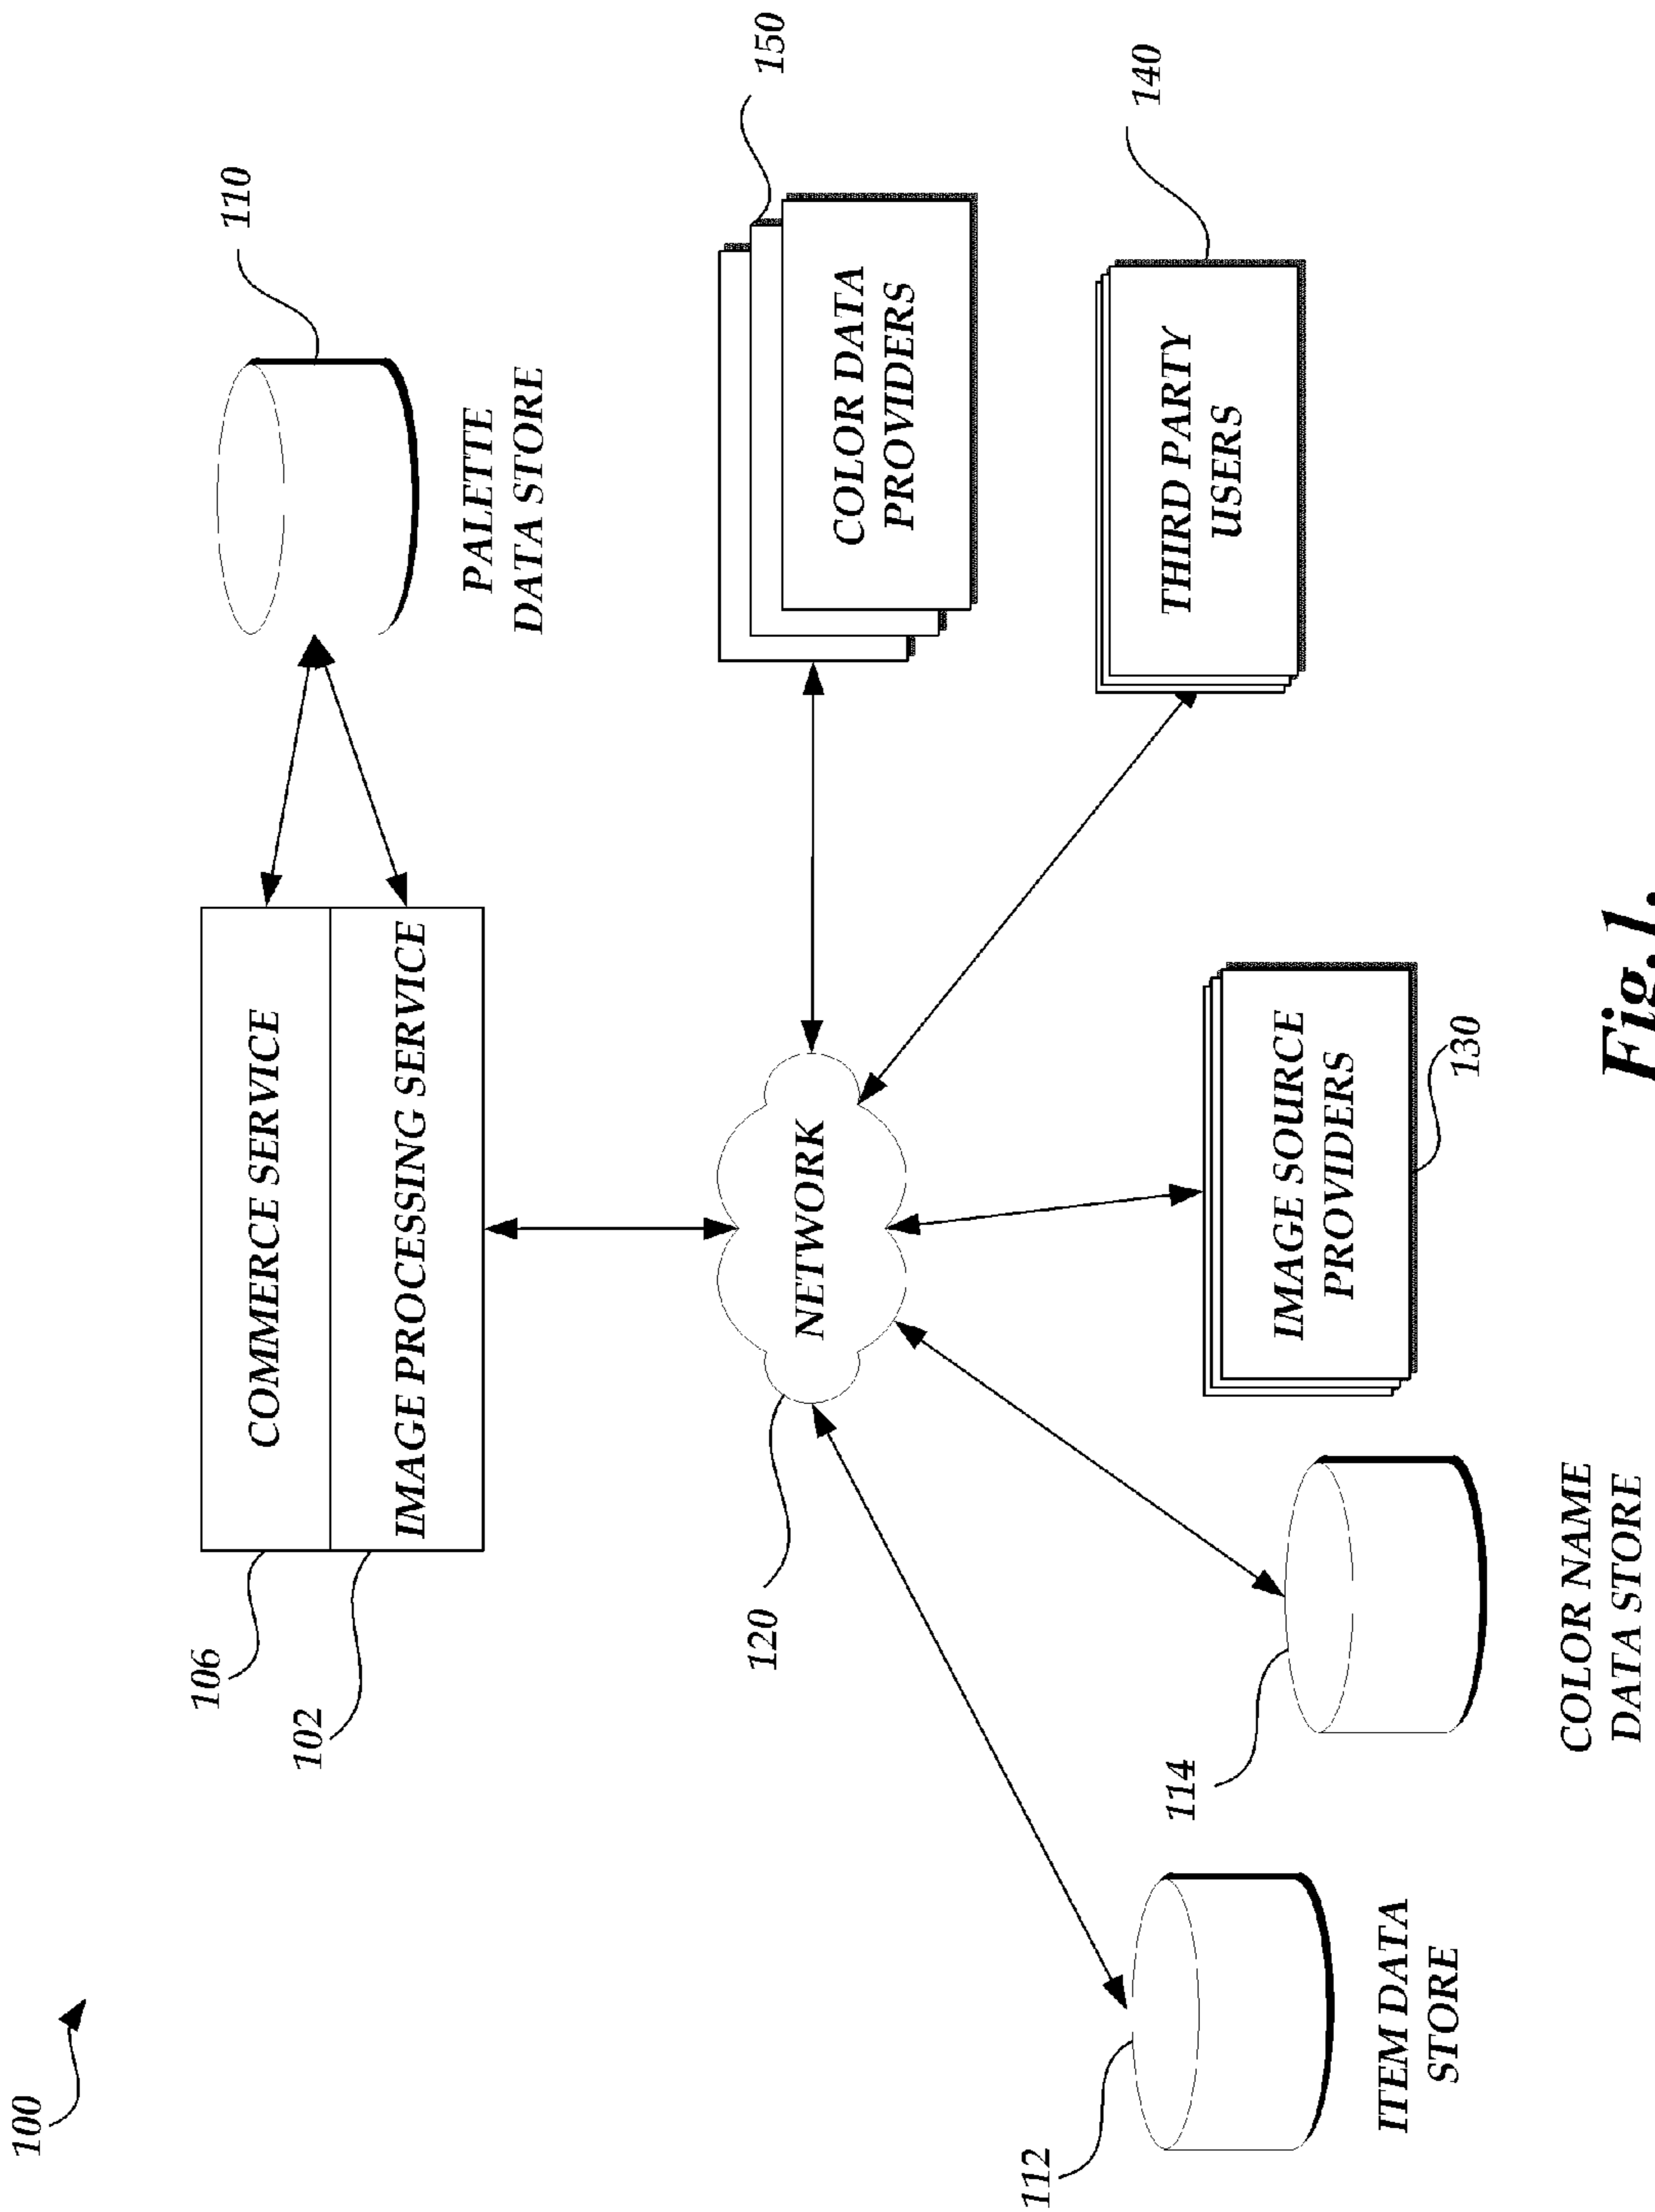 100
106
COMMERCE SERVICE
102
IMAGE PROCESSING SERVICE
110
PALETTE
DATA STORE
120
NETWORK
150
COLOR DATA
PROVIDERS
140
THIRD PARTY
USERS
112
ITEM DATA
STORE
114
COLOR NAME
DATA STORE
IMAGE SOURCE
PROVIDERS
130
Fig.1.